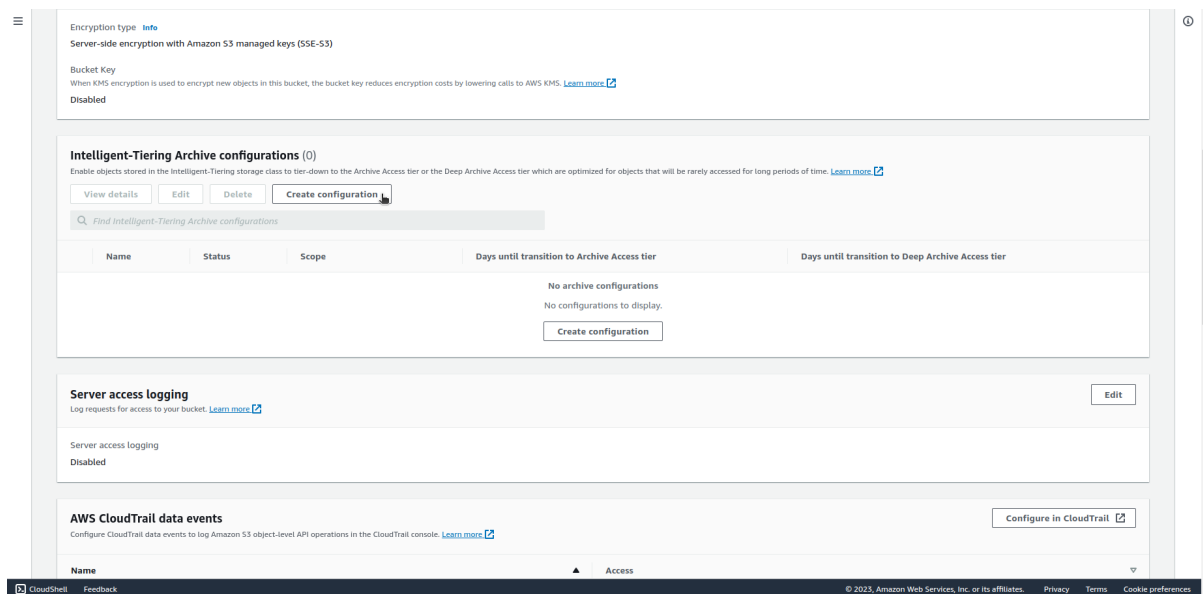 Encryption type Info
Server-side encryption with Amazon S3 managed keys (SSE-S3)
Bucket Key
When KMS encryption is used to encrypt new objects in this bucket, the bucket key reduces encryption costs by lowering calls to AWS KMS. Learn more
Disabled
Intelligent-Tiering Archive configurations (0)
Enable objects stored in the Intelligent-Tiering storage class to tier-down to the Archive Access tier or the Deep Archive Access tier which are optimized for objects that will be rarely accessed for long periods of time. Learn more
View details Edit Delete Create configuration
Find Intelligent-Tiering Archive configurations
Name Status Scope Days until transition to Archive Access tier Days until transition to Deep Archive Access tier
No archive configurations
No configurations to display.
Create configuration
Server access logging Edit
Log requests for access to your bucket. Learn more
Server access logging
Disabled
AWS CloudTrail data events Configure in CloudTrail
Configure CloudTrail data events to log Amazon S3 object-level API operations in the CloudTrail console. Learn more
Name Access
CloudShell Feedback © 2023, Amazon Web Services, Inc. or its affiliates. Privacy Terms Cookie preferences